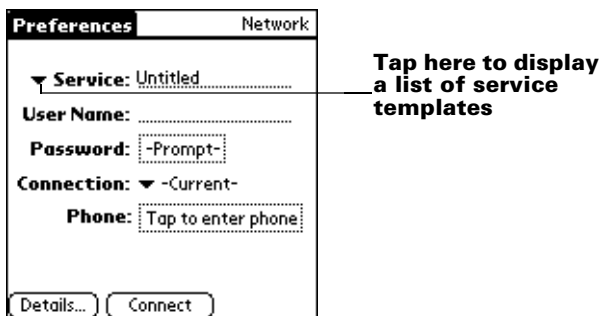 Preferences Network
Service: Untitled
User Name:
Password: -Prompt-
Connection: -Current-
Phone: Tap to enter phone
Details... Connect
Tap here to display
a list of service
templates